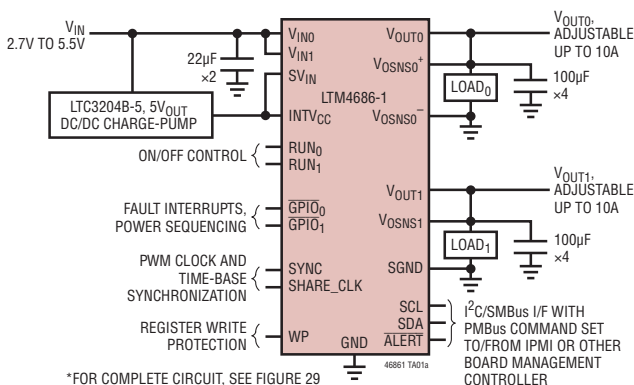 VIN
2.7V TO 5.5V
22µF
×2
LTC3204B-5, 5VOUT
DC/DC CHARGE-PUMP
ON/OFF CONTROL
FAULT INTERRUPTS,
POWER SEQUENCING
PWM CLOCK AND
TIME-BASE
SYNCHRONIZATION
REGISTER WRITE
PROTECTION
VIN0
VIN1
SVIN
INTVCC
RUN0
RUN1
GPIO0
GPIO1
SYNC
SHARE_CLK
WP
LTM4686-1
GND
VOUT0
VOSNS0+
VOSNS0–
VOUT1
VOSNS1
SGND
SCL
SDA
ALERT
46861 TA01a
VOUT0,
ADJUSTABLE
UP TO 10A
LOAD0
100µF
×4
VOUT1,
ADJUSTABLE
UP TO 10A
LOAD1
100µF
×4
I2C/SMBus I/F WITH
PMBus COMMAND SET
TO/FROM IPMI OR OTHER
BOARD MANAGEMENT
CONTROLLER
*FOR COMPLETE CIRCUIT, SEE FIGURE 29